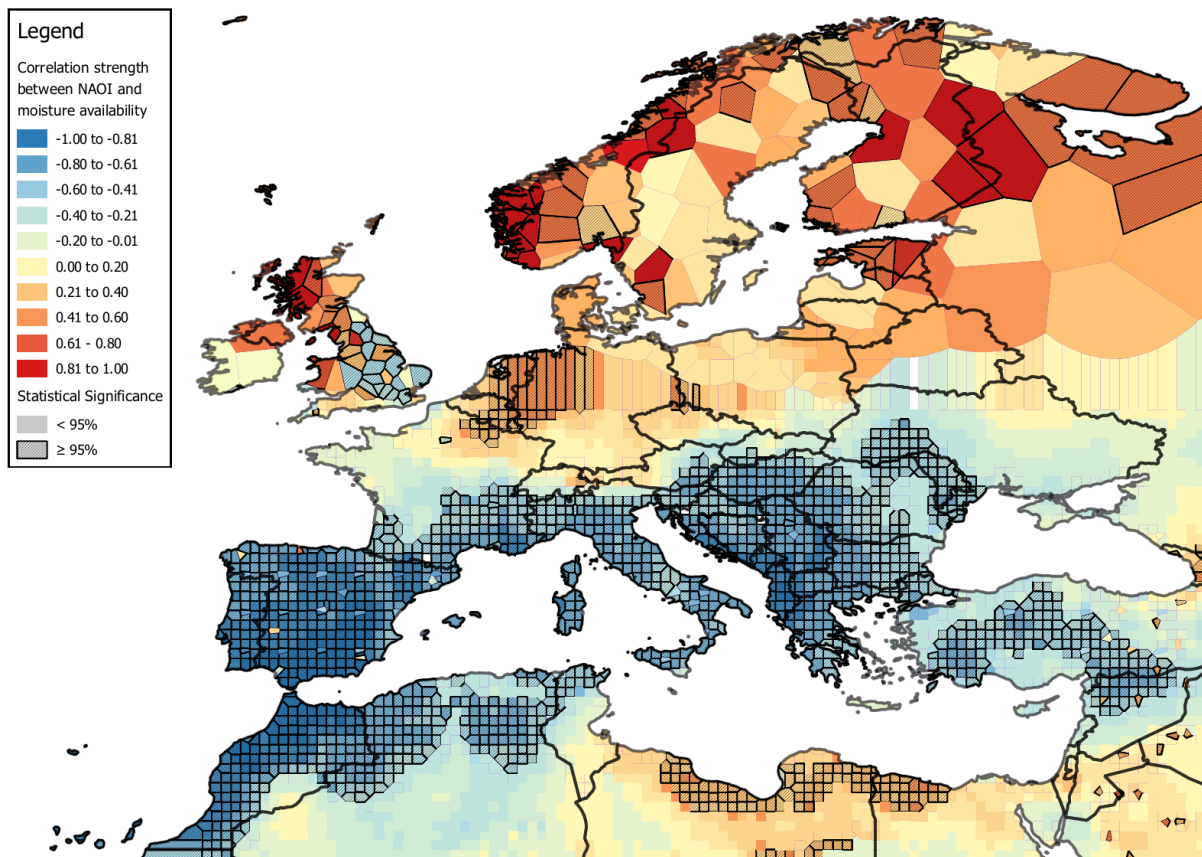 Legend
Correlation strength
between NAOI and
moisture availability
-1.00 to -0.81
-0.80 to -0.61
-0.60 to -0.41
-0.40 to -0.21
-0.20 to -0.01
0.00 to 0.20
0.21 to 0.40
0.41 to 0.60
0.61 - 0.80
0.81 to 1.00
Statistical Significance
< 95%
≥ 95%